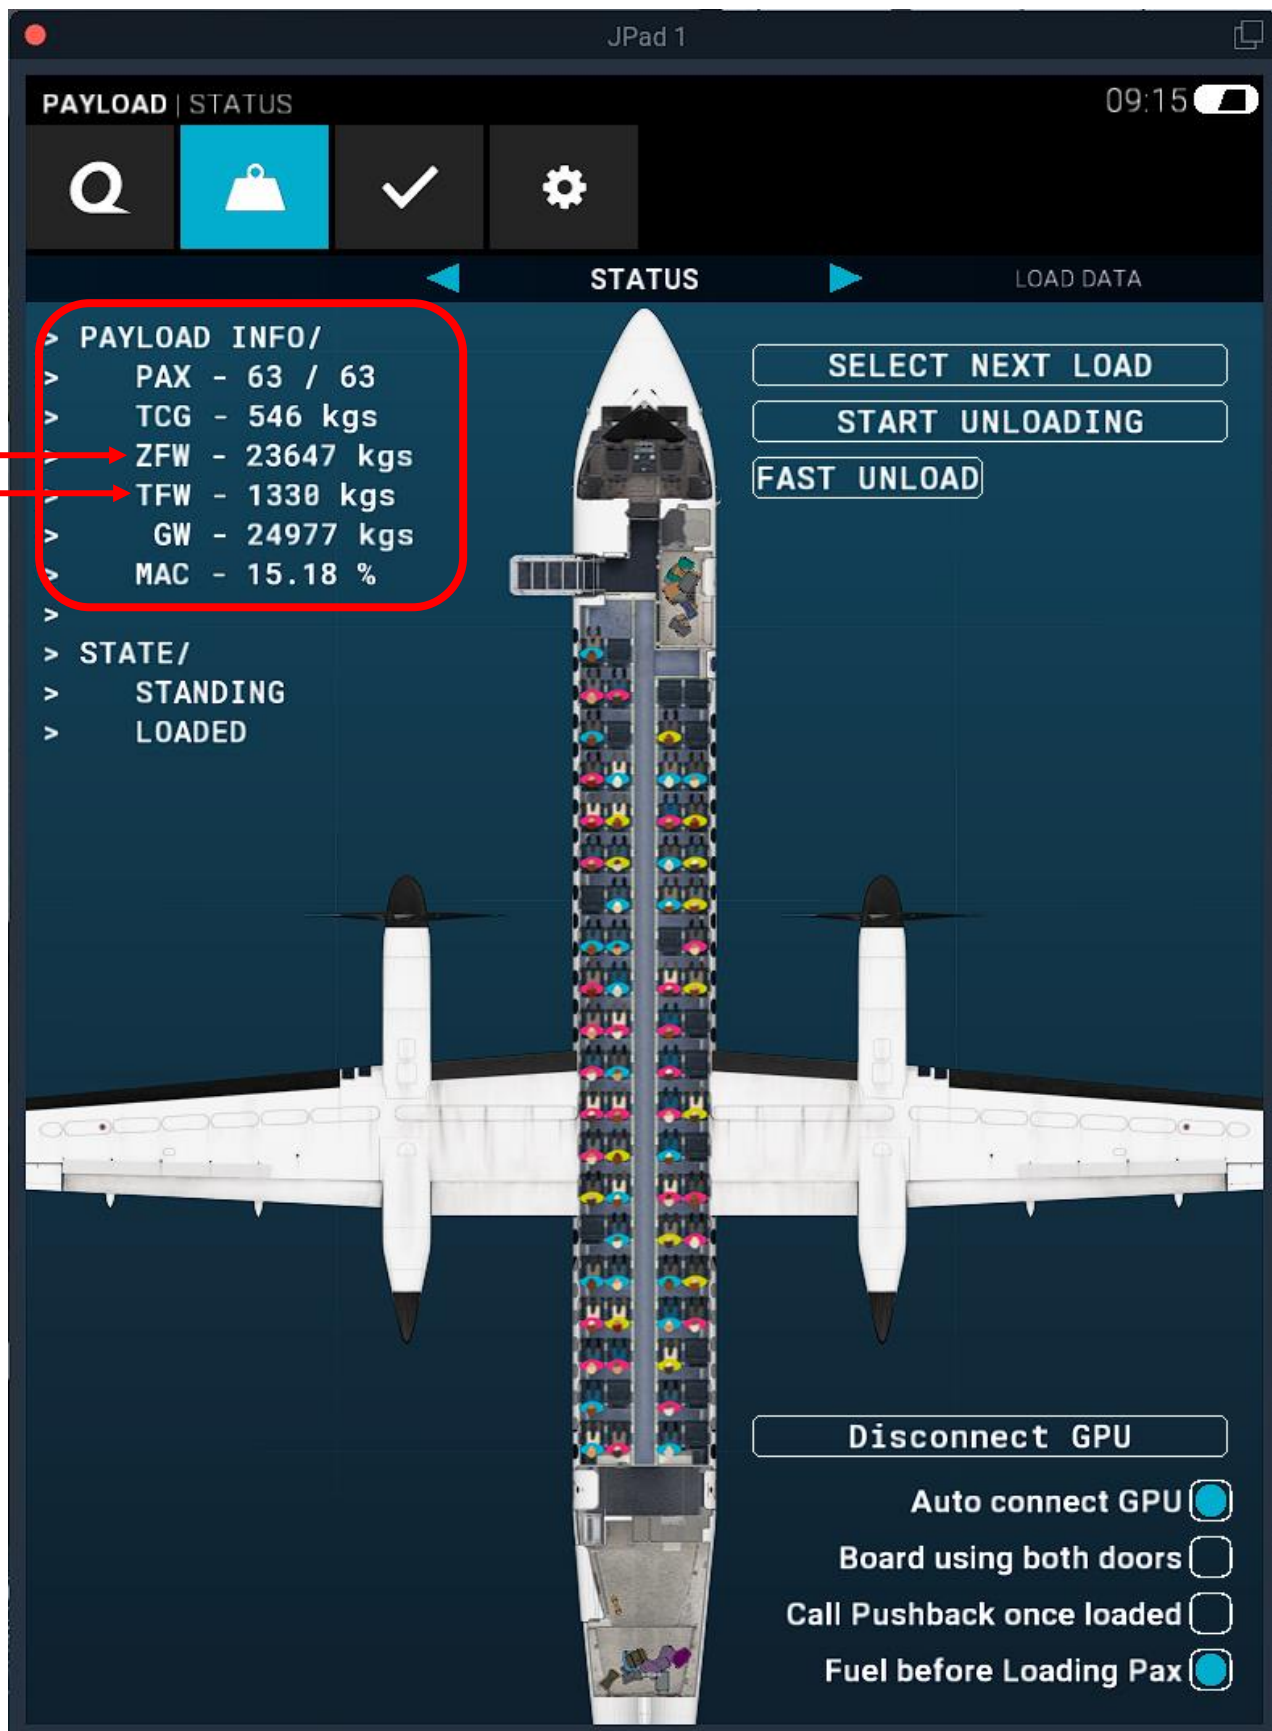 JPad 1
PAYLOAD | STATUS
09:15
STATUS
LOAD DATA
> PAYLOAD INFO/
> PAX - 63 / 63
> TCG - 546 kgs
> ZFW - 23647 kgs
> TFW - 1330 kgs
> GW - 24977 kgs
> MAC - 15.18 %
>
> STATE/
> STANDING
> LOADED
SELECT NEXT LOAD
START UNLOADING
FAST UNLOAD
Disconnect GPU
Auto connect GPU
Board using both doors
Call Pushback once loaded
Fuel before Loading Pax